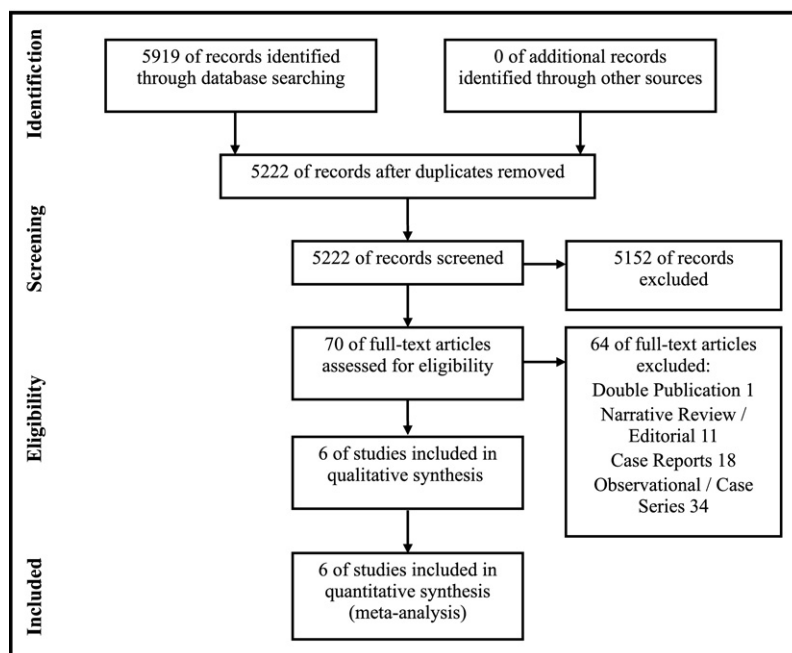 Identifiction
5919 of records identified
through database searching
0 of additional records
identified through other sources
5222 of records after duplicates removed
Screening
5222 of records screened
5152 of records
excluded
Eligibility
70 of full-text articles
assessed for eligibility
64 of full-text articles
excluded:
Double Publication 1
Narrative Review /
Editorial 11
Case Reports 18
Observational / Case
Series 34
6 of studies included in
qualitative synthesis
Included
6 of studies included in
quantitative synthesis
(meta-analysis)